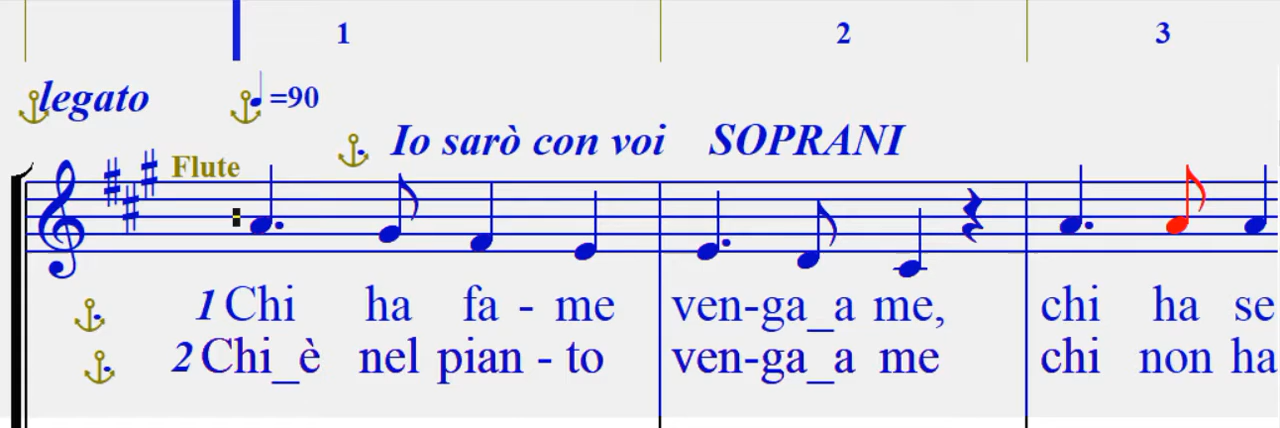 1 2 3
legato =90
Io sarò con voi SOPRANI
Flute
1 Chi ha fa - me ven-ga_a me, chi ha se
2 Chi_è nel pian - to ven-ga_a me chi non ha